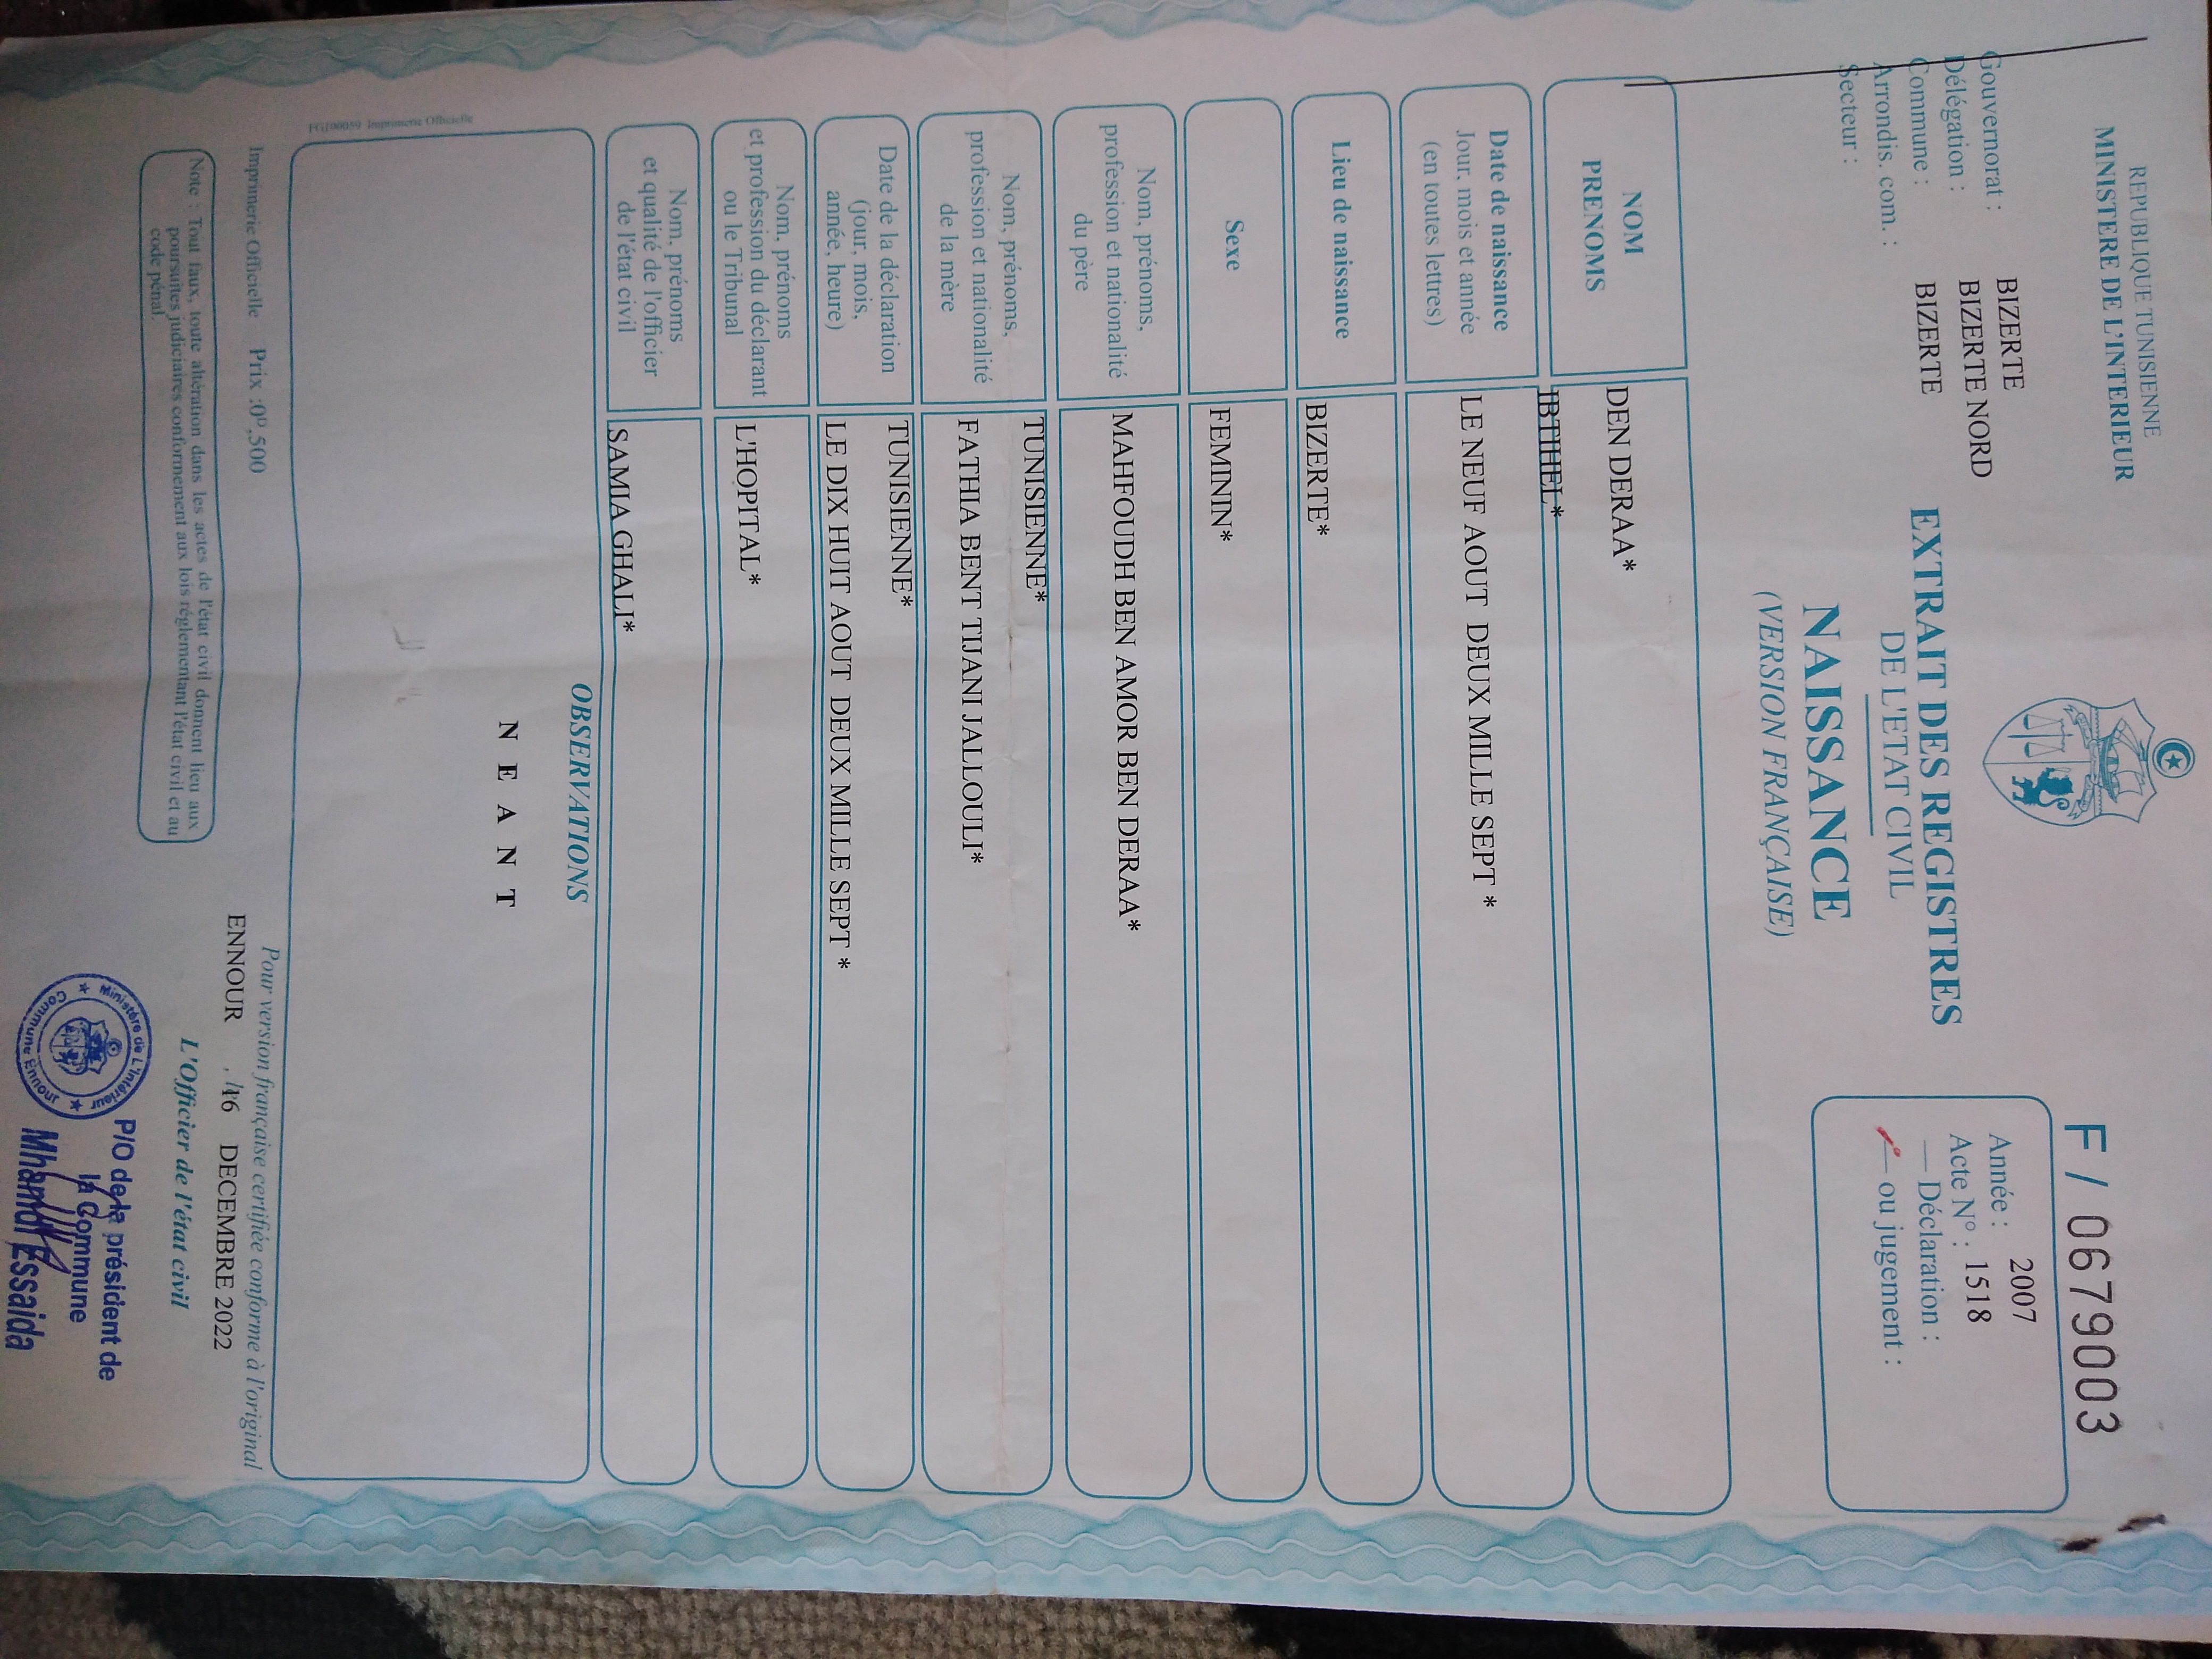 REPUBLIQUE TUNISIENNE
MINISTERE DE L'INTERIEUR
F / 06790003
Gouvernorat : BIZERTE
Délégation : BIZERTE NORD
Commune : BIZERTE
Arrondis. com. :
Secteur :
EXTRAIT DES REGISTRES
DE L'ETAT CIVIL
NAISSANCE
(VERSION FRANÇAISE)
Année : 2007
Acte N° : 1518
— Déclaration :
— ou jugement :
NOM
PRENOMS
DEN DERAA*
IBTIHEL*
Date de naissance
Jour, mois et année
(en toutes lettres)
LE NEUF AOUT DEUX MILLE SEPT *
Lieu de naissance
BIZERTE*
Sexe
FEMININ*
Nom, prénoms,
profession et nationalité
du père
MAHFOUDH BEN AMOR BEN DERAA*
TUNISIENNE*
Nom, prénoms,
profession et nationalité
de la mère
FATHIA BENT TIJANI JALLOULI*
TUNISIENNE*
Date de la déclaration
(jour, mois,
année, heure)
LE DIX HUIT AOUT DEUX MILLE SEPT *
Nom, prénoms
et profession du déclarant
ou le Tribunal
L'HOPITAL*
Nom, prénoms
et qualité de l'officier
de l'état civil
SAMIA GHALI*
OBSERVATIONS
N E A N T
FG100059 Imprimerie Officielle
Imprimerie Officielle Prix :0ᴰ,500
Note : Tout faux, toute altération dans les actes de l'état civil donnent lieu aux
poursuites judiciaires conformement aux lois réglementant l'état civil et au
code pénal.
Pour version française certifiée conforme à l'original
ENNOUR , 16 DECEMBRE 2022
L'Officier de l'état civil
Ministère de L'Intérieur
Commune Ennour
P/O de la président de
la Commune
Mhamdi Essaida